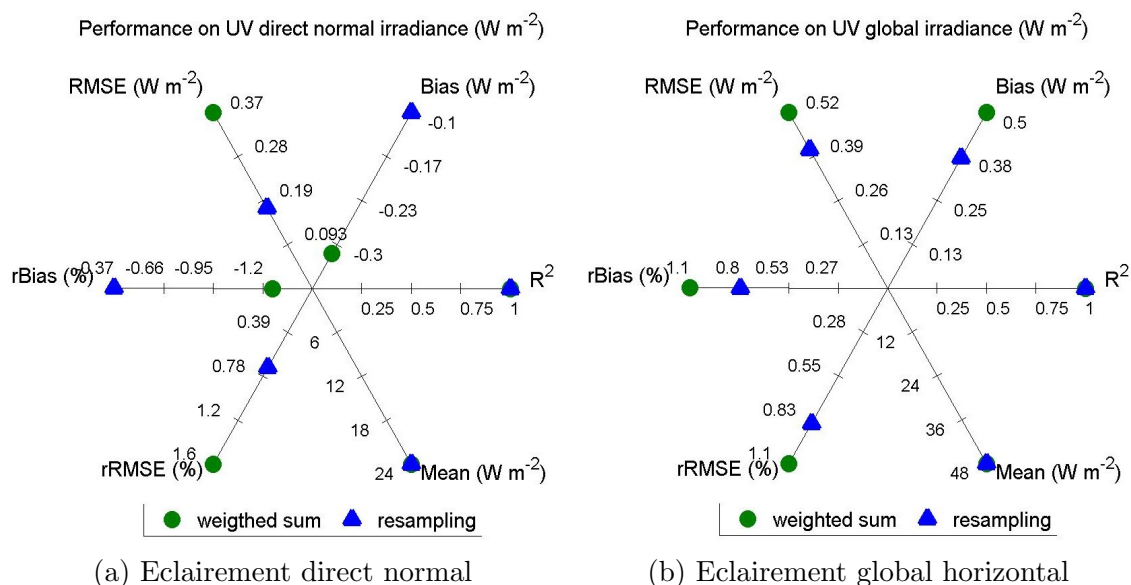 Performance on UV direct normal irradiance (W m⁻²)
RMSE (W m⁻²)
Bias (W m⁻²)
0.37
-0.1
0.28
-0.17
0.19
-0.23
0.093
-0.3
rBias (%)
-0.37
-0.66
-0.95
-1.2
R²
0.25
0.5
0.75
1
0.39
6
0.78
12
1.2
18
1.6
24
rRMSE (%)
Mean (W m⁻²)
weigthed sum
resampling
(a) Eclairement direct normal
Performance on UV global irradiance (W m⁻²)
RMSE (W m⁻²)
Bias (W m⁻²)
0.52
0.5
0.39
0.38
0.26
0.25
0.13
0.13
rBias (%)
1.1
0.8
0.53
0.27
R²
0.25
0.5
0.75
1
0.28
12
0.55
24
0.83
36
1.1
48
rRMSE (%)
Mean (W m⁻²)
weighted sum
resampling
(b) Eclairement global horizontal